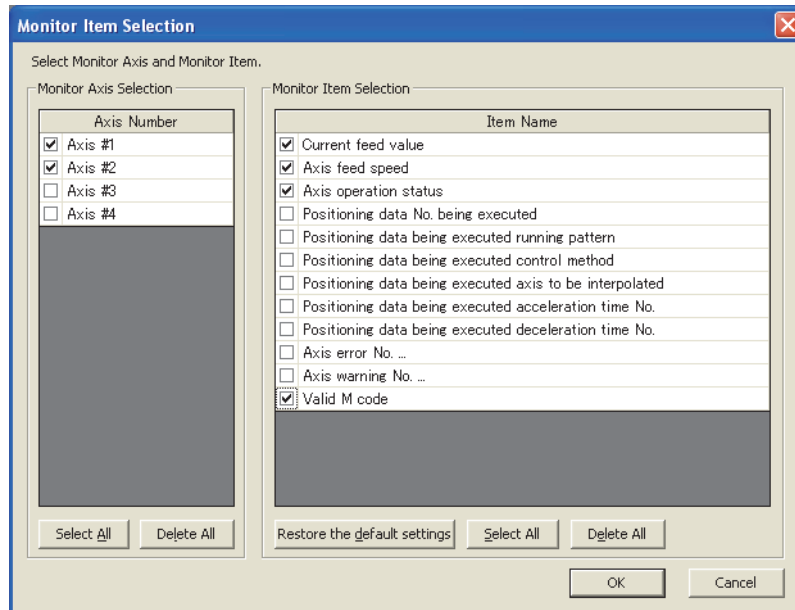 Monitor Item Selection
Select Monitor Axis and Monitor Item.
Monitor Axis Selection
Axis Number
Axis #1
Axis #2
Axis #3
Axis #4
Select All
Delete All
Monitor Item Selection
Item Name
Current feed value
Axis feed speed
Axis operation status
Positioning data No. being executed
Positioning data being executed running pattern
Positioning data being executed control method
Positioning data being executed axis to be interpolated
Positioning data being executed acceleration time No.
Positioning data being executed deceleration time No.
Axis error No. ...
Axis warning No. ...
Valid M code
Restore the default settings
Select All
Delete All
OK
Cancel